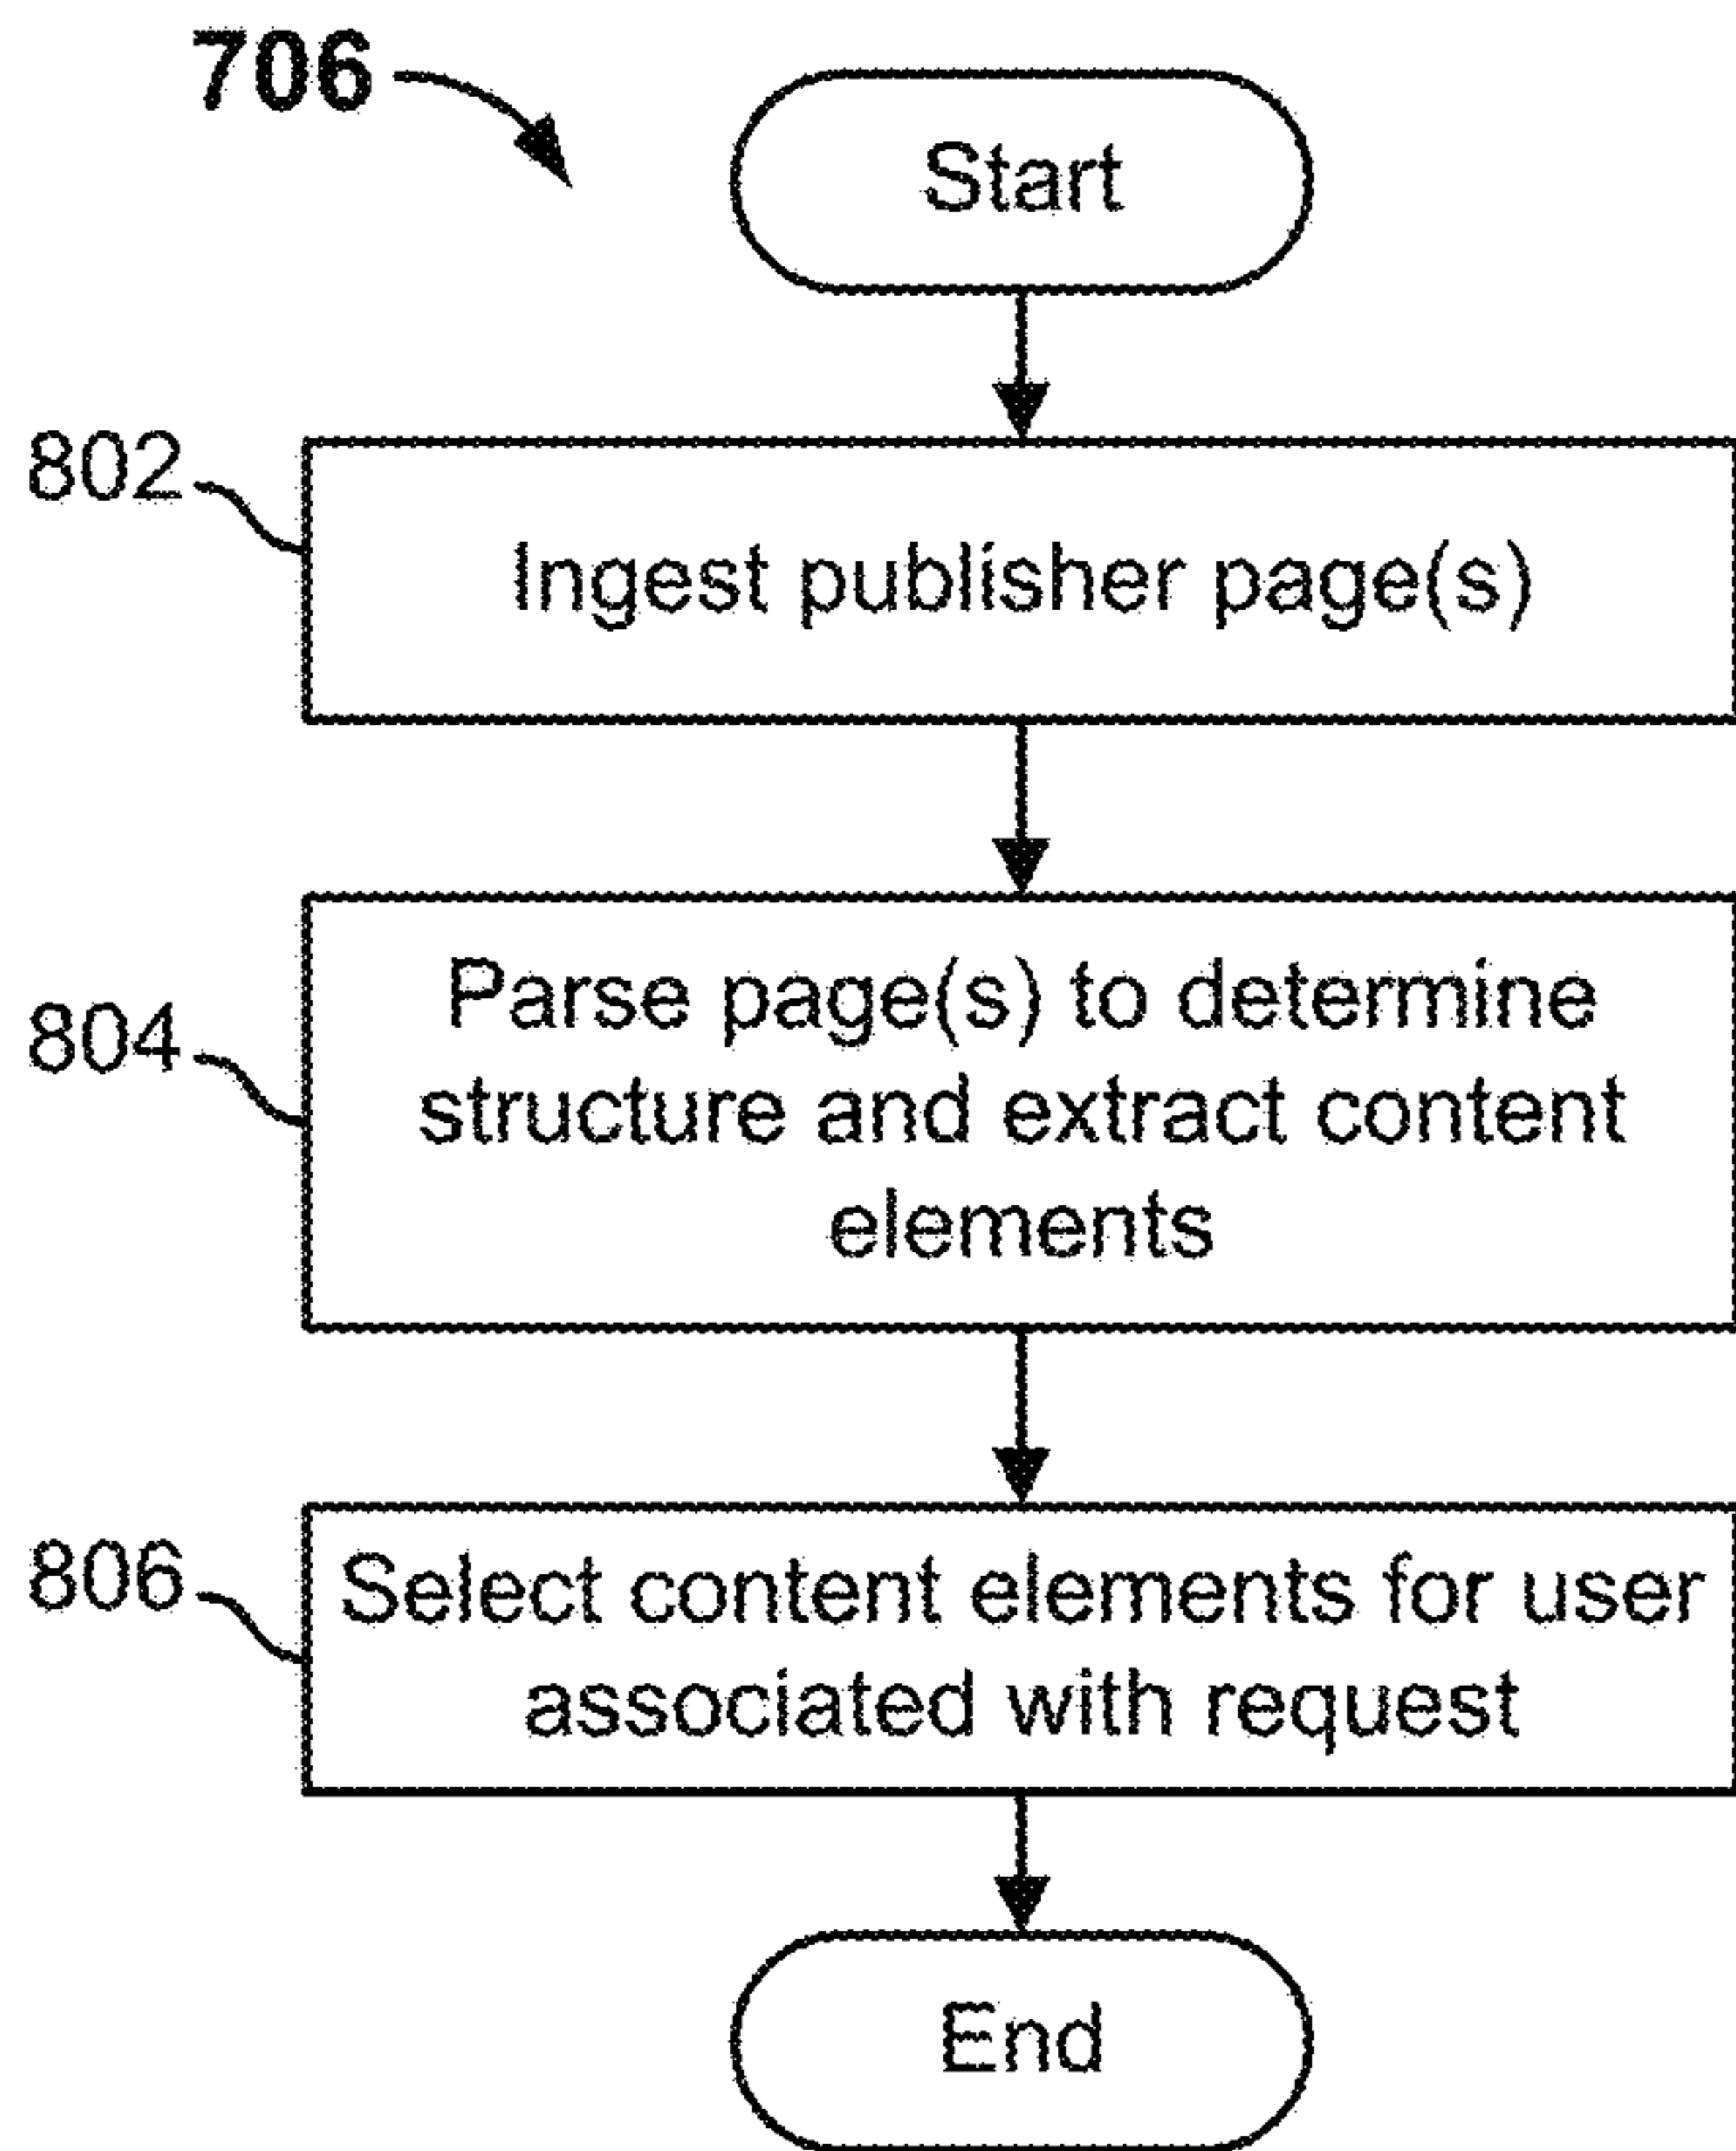 706
Start
802
Ingest publisher page(s)
804
Parse page(s) to determine
structure and extract content
elements
806
Select content elements for user
associated with request
End